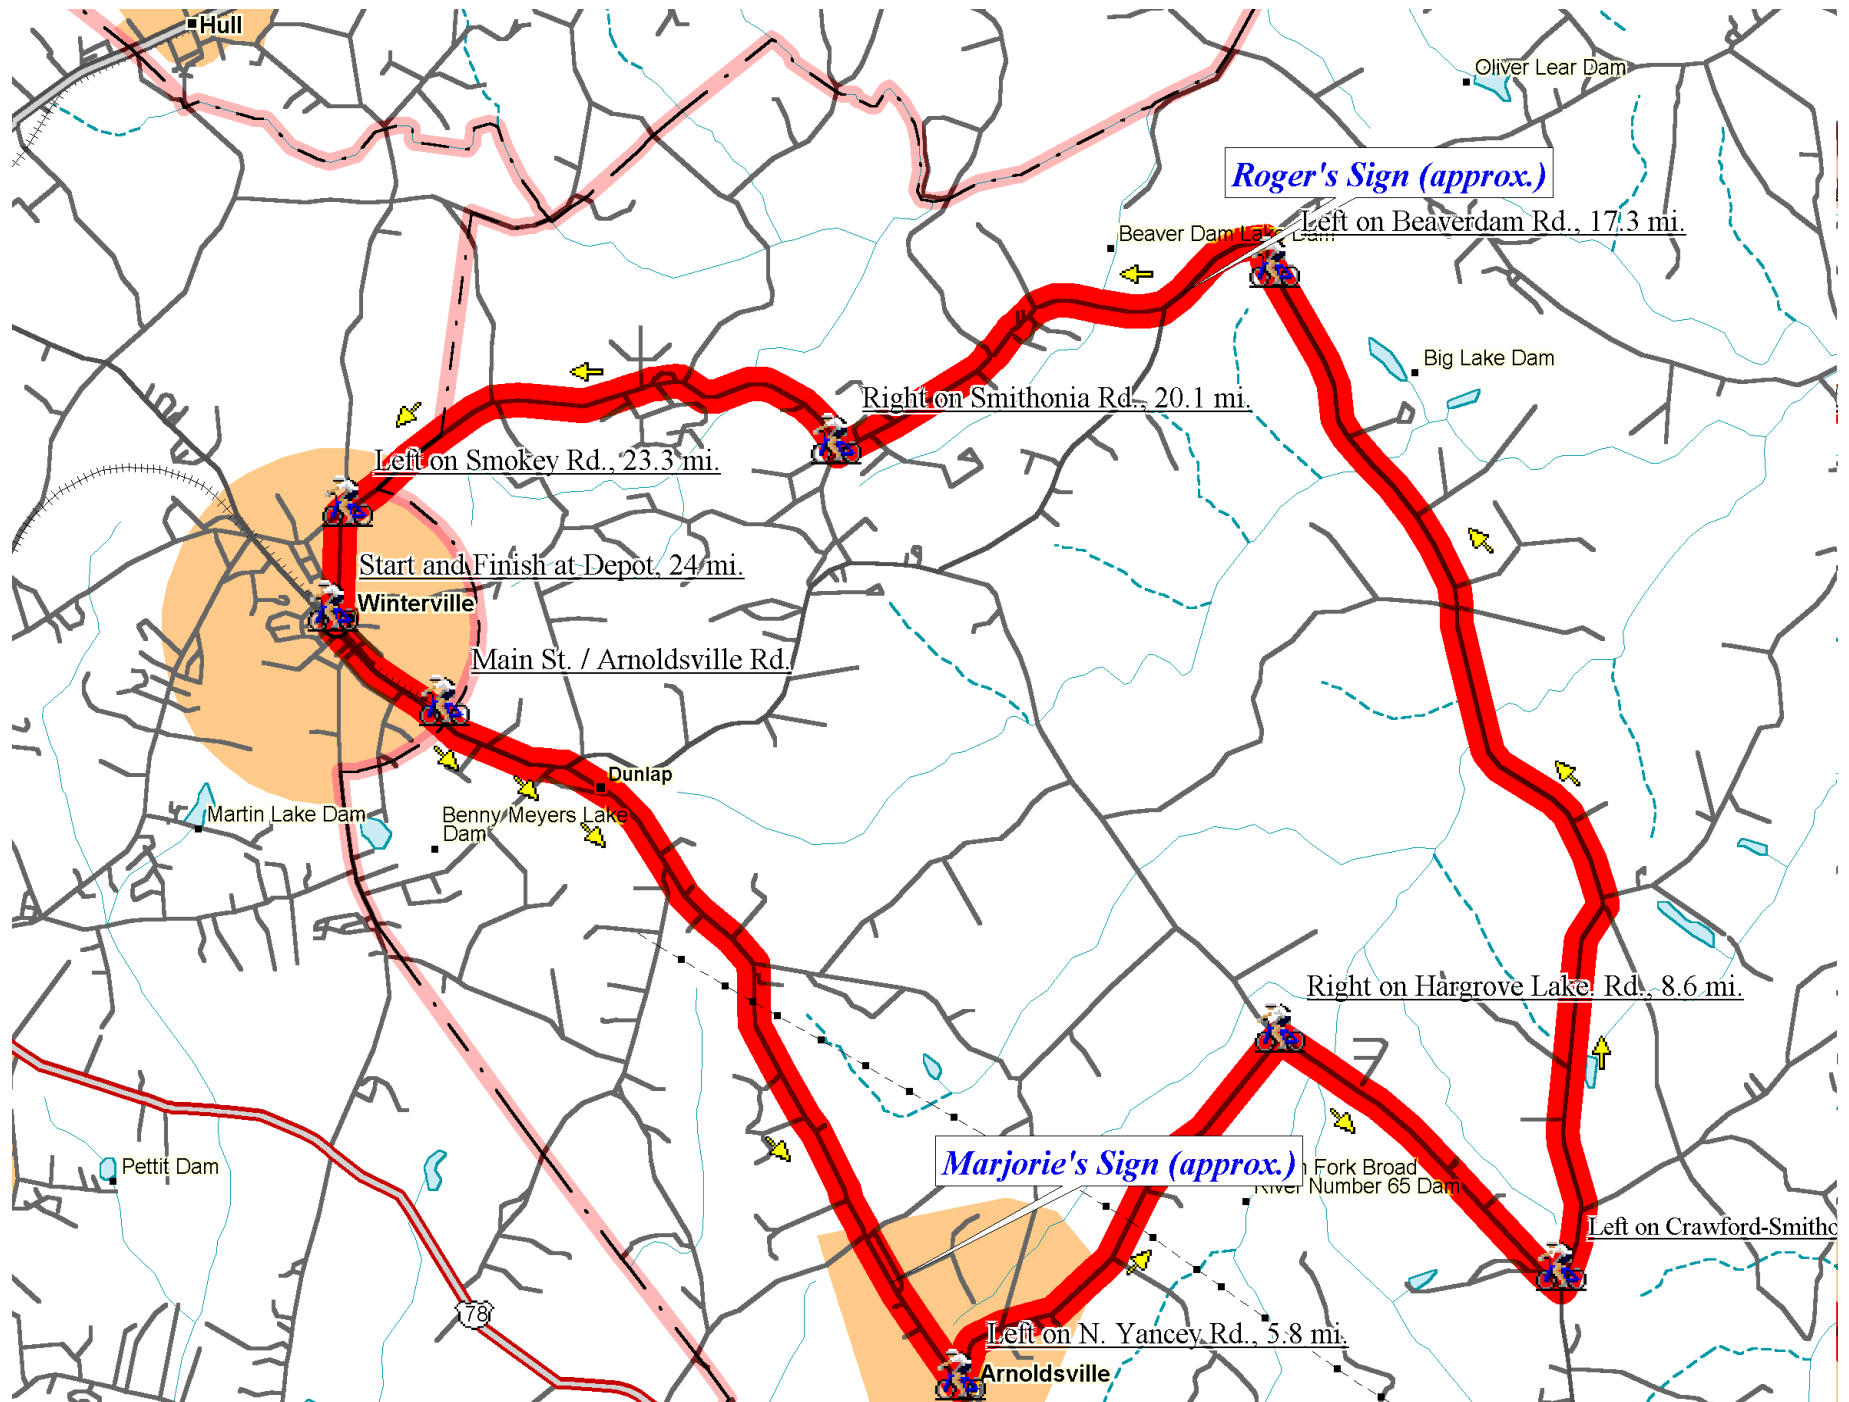 Hull
Oliver Lear Dam
Roger's Sign (approx.)
Left on Beaverdam Rd., 17.3 mi.
Beaver Dam Lake Dam
Big Lake Dam
Right on Smithonia Rd., 20.1 mi.
Left on Smokey Rd., 23.3 mi.
Start and Finish at Depot, 24 mi.
Winterville
Main St. / Arnoldsville Rd.
Dunlap
Martin Lake Dam
Benny Meyers Lake
Dam
Right on Hargrove Lake. Rd., 8.6 mi.
Marjorie's Sign (approx.)
Fork Broad
River Number 65 Dam
Pettit Dam
Left on Crawford-Smitho
78
Left on N. Yancey Rd., 5.8 mi.
Arnoldsville